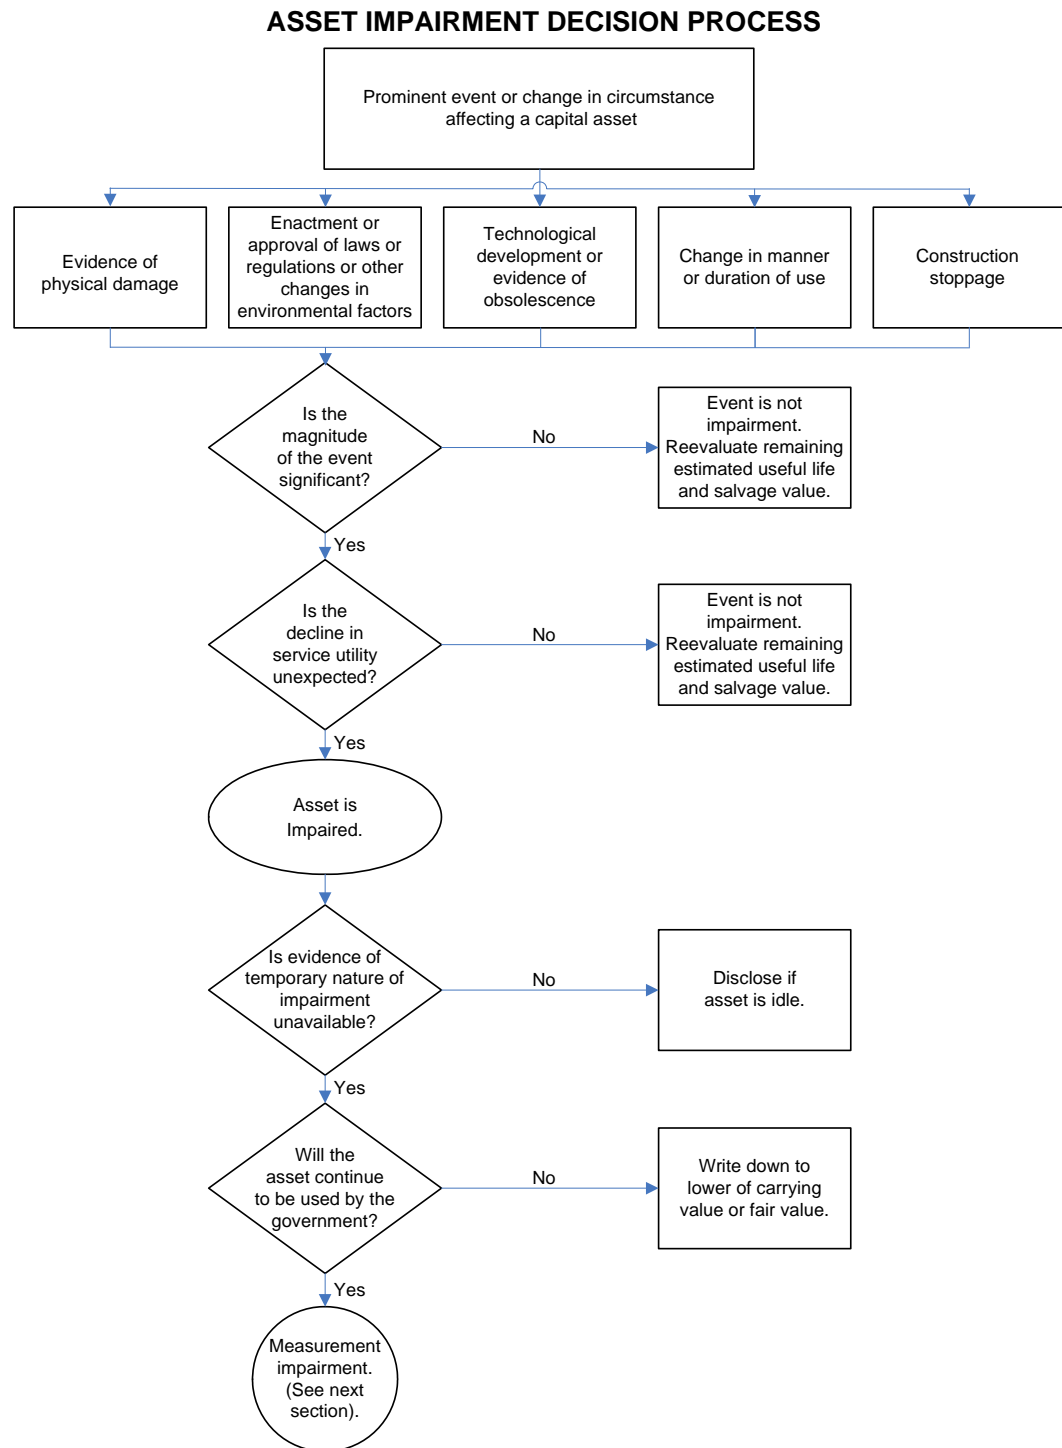 ASSET IMPAIRMENT DECISION PROCESS
Prominent event or change in circumstance
affecting a capital asset
Evidence of
physical damage
Enactment or
approval of laws or
regulations or other
changes in
environmental factors
Technological
development or
evidence of
obsolescence
Change in manner
or duration of use
Construction
stoppage
Is the
magnitude
of the event
significant?
No
Event is not
impairment.
Reevaluate remaining
estimated useful life
and salvage value.
Yes
Is the
decline in
service utility
unexpected?
No
Event is not
impairment.
Reevaluate remaining
estimated useful life
and salvage value.
Yes
Asset is
Impaired.
Is evidence of
temporary nature of
impairment
unavailable?
No
Disclose if
asset is idle.
Yes
Will the
asset continue
to be used by the
government?
No
Write down to
lower of carrying
value or fair value.
Yes
Measurement
impairment.
(See next
section).